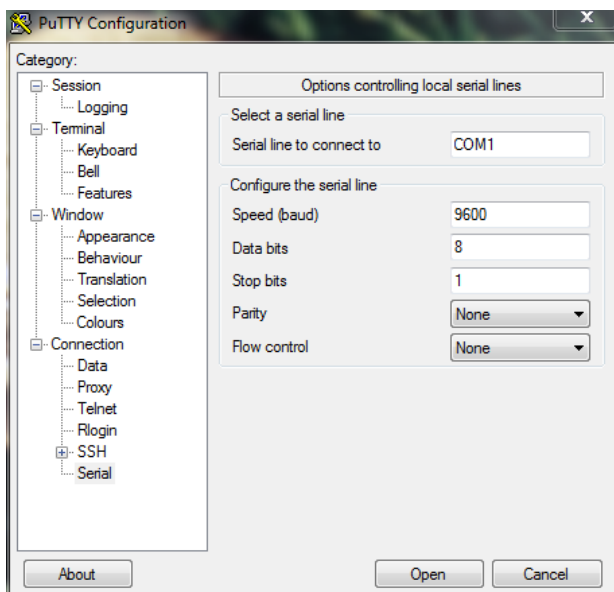 PuTTY Configuration
X
Category:
Session
Logging
Terminal
Keyboard
Bell
Features
Window
Appearance
Behaviour
Translation
Selection
Colours
Connection
Data
Proxy
Telnet
Rlogin
SSH
Serial
Options controlling local serial lines
Select a serial line
Serial line to connect to COM1
Configure the serial line
Speed (baud) 9600
Data bits 8
Stop bits 1
Parity None
Flow control None
About Open Cancel